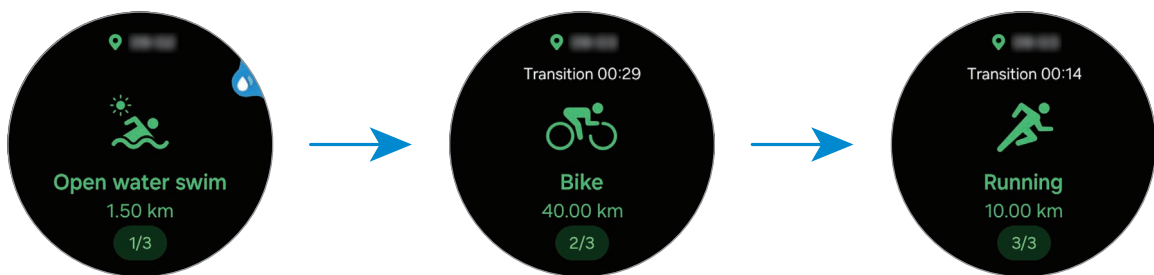 Open water swim
1.50 km
1/3
Transition 00:29
Bike
40.00 km
2/3
Transition 00:14
Running
10.00 km
3/3